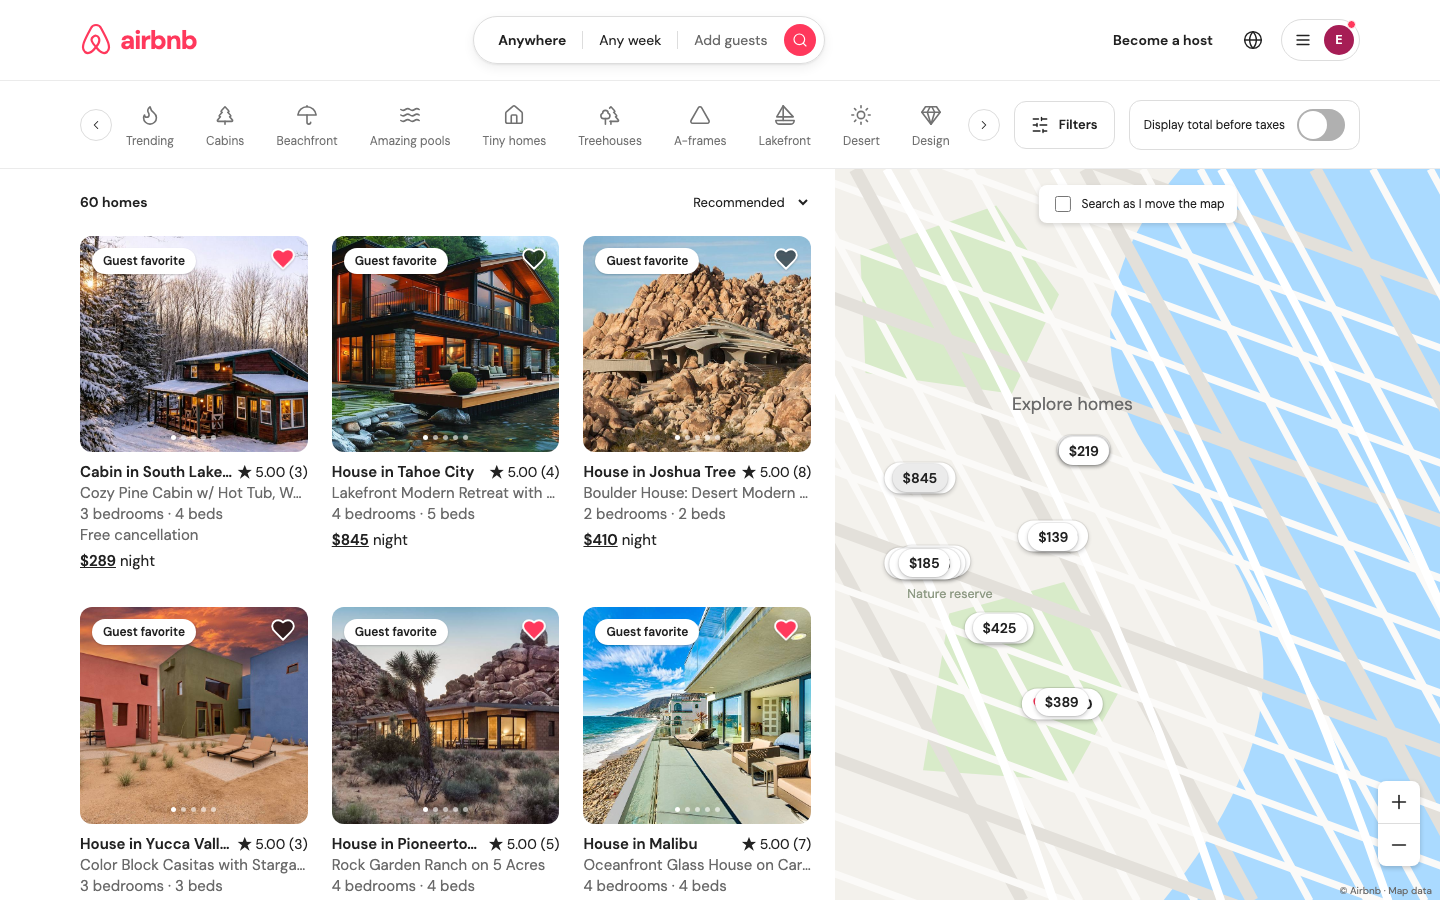 airbnb
Anywhere
Any week
Add guests
Become a host
E
Trending
Cabins
Beachfront
Amazing pools
Tiny homes
Treehouses
A-frames
Lakefront
Desert
Design
Filters
Display total before taxes
60 homes
Recommended
Guest favorite
Guest favorite
Guest favorite
Cabin in South Lake... ★ 5.00 (3)
Cozy Pine Cabin w/ Hot Tub, W...
3 bedrooms · 4 beds
Free cancellation
$289 night
House in Tahoe City ★ 5.00 (4)
Lakefront Modern Retreat with ...
4 bedrooms · 5 beds
$845 night
House in Joshua Tree ★ 5.00 (8)
Boulder House: Desert Modern ...
2 bedrooms · 2 beds
$410 night
Guest favorite
Guest favorite
Guest favorite
House in Yucca Vall... ★ 5.00 (3)
Color Block Casitas with Starga...
3 bedrooms · 3 beds
House in Pioneerto... ★ 5.00 (5)
Rock Garden Ranch on 5 Acres
4 bedrooms · 4 beds
House in Malibu ★ 5.00 (7)
Oceanfront Glass House on Car...
4 bedrooms · 4 beds
Search as I move the map
Explore homes
$219
$845
$139
$185
Nature reserve
$425
$389
© Airbnb · Map data